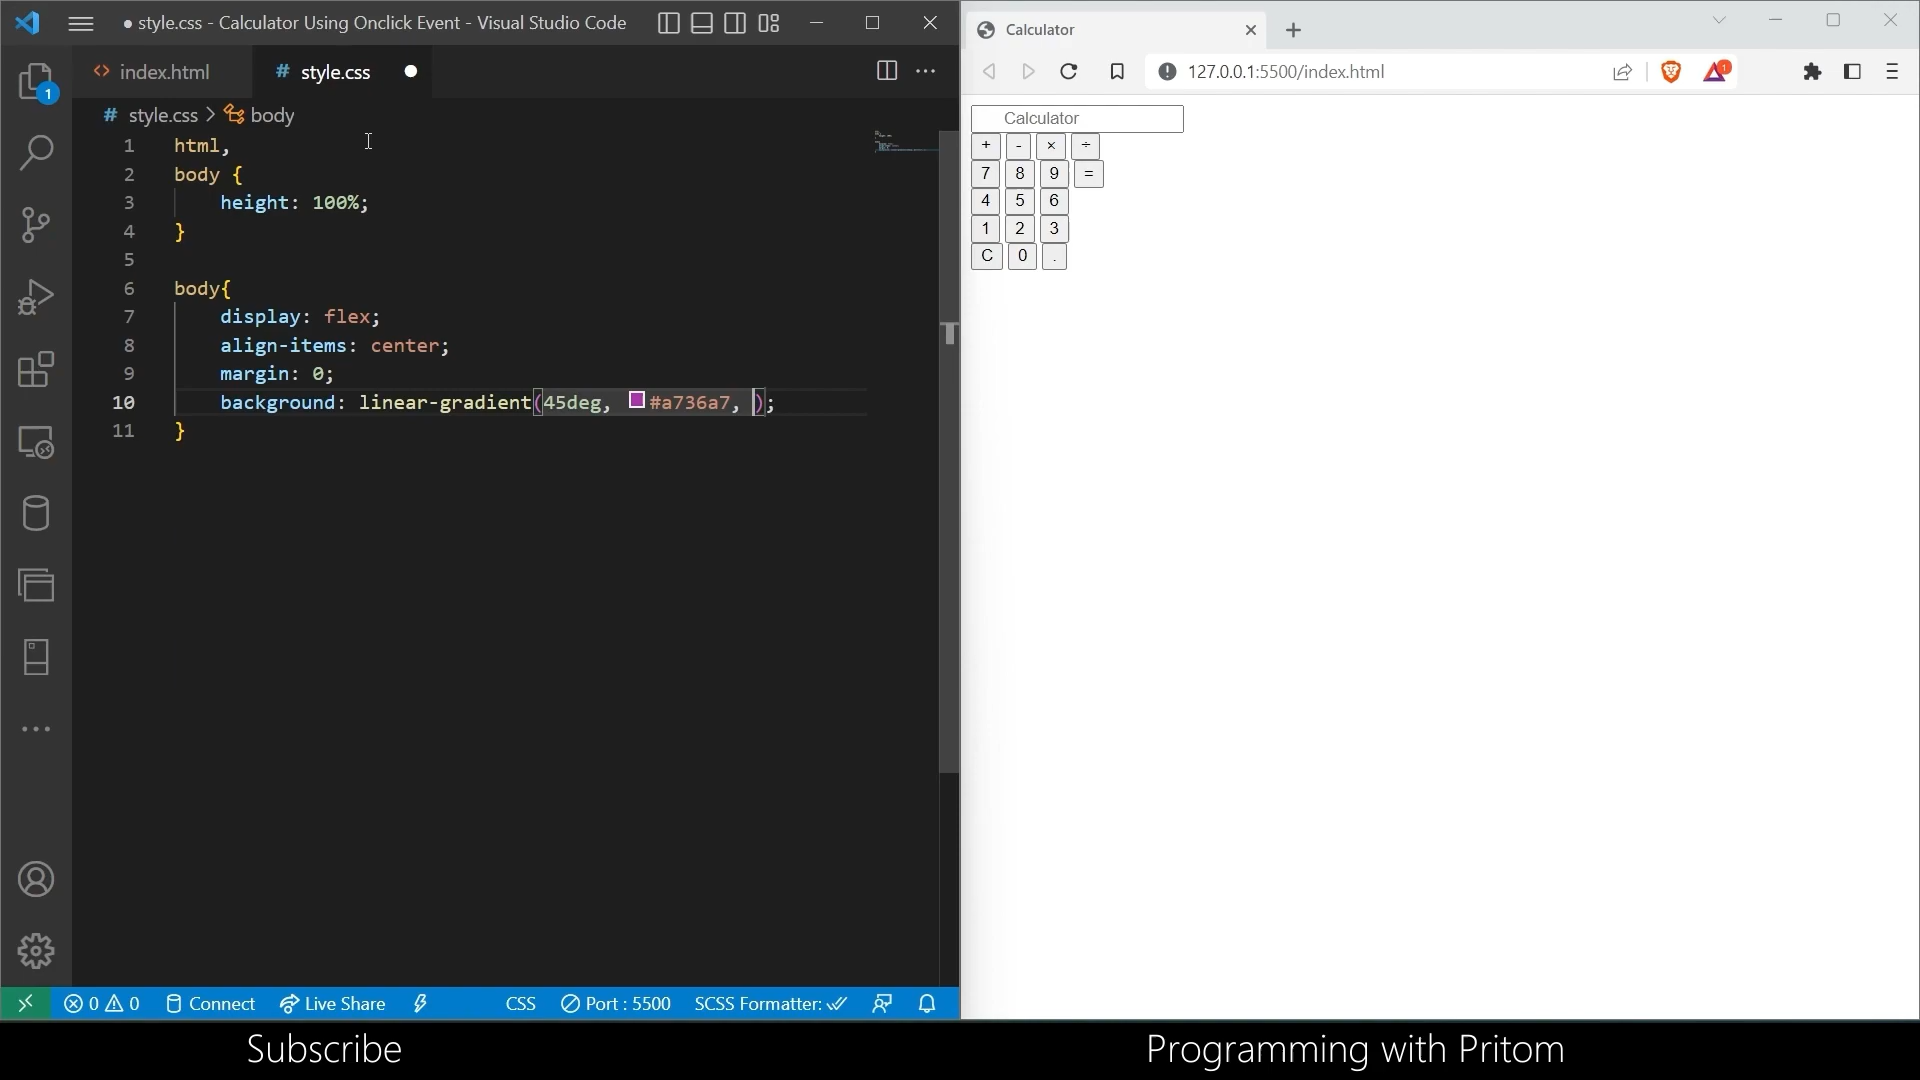 ● style.css - Calculator Using Onclick Event - Visual Studio Code
index.html
# style.css ●
1
# style.css > body
1 html,
2 body {
3 height: 100%;
4 }
5
6 body{
7 display: flex;
8 align-items: center;
9 margin: 0;
10 background: linear-gradient(45deg, #a736a7, );
11 }
0 0 Connect Live Share CSS Port : 5500 SCSS Formatter:
Calculator
127.0.0.1:5500/index.html
1
Calculator
+ - × ÷
7 8 9 =
4 5 6
1 2 3
C 0 .
Subscribe
Programming with Pritom